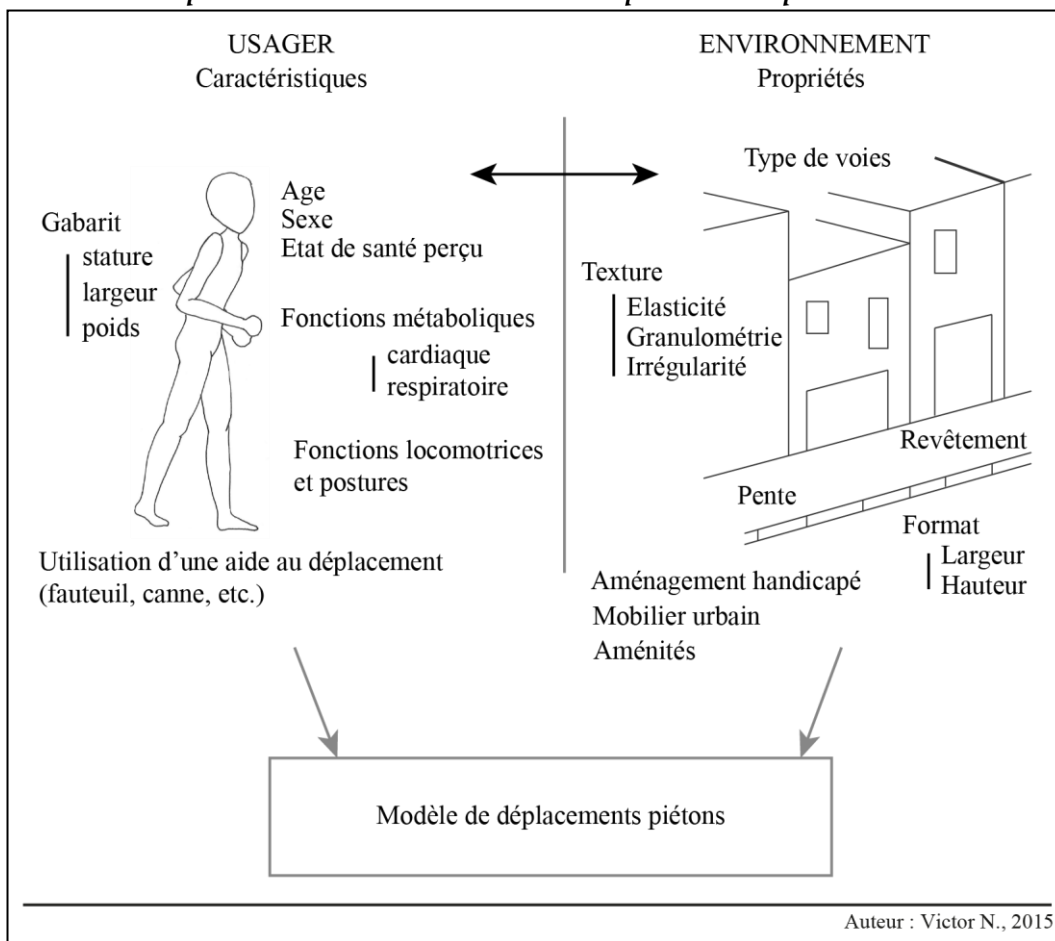 USAGER
Caractéristiques
Gabarit
stature
largeur
poids
Age
Sexe
Etat de santé perçu
Fonctions métaboliques
cardiaque
respiratoire
Fonctions locomotrices
et postures
Utilisation d’une aide au déplacement
(fauteuil, canne, etc.)
ENVIRONNEMENT
Propriétés
Type de voies
Texture
Elasticité
Granulométrie
Irrégularité
Revêtement
Pente
Format
Largeur
Hauteur
Aménagement handicapé
Mobilier urbain
Aménités
Modèle de déplacements piétons
Auteur : Victor N., 2015